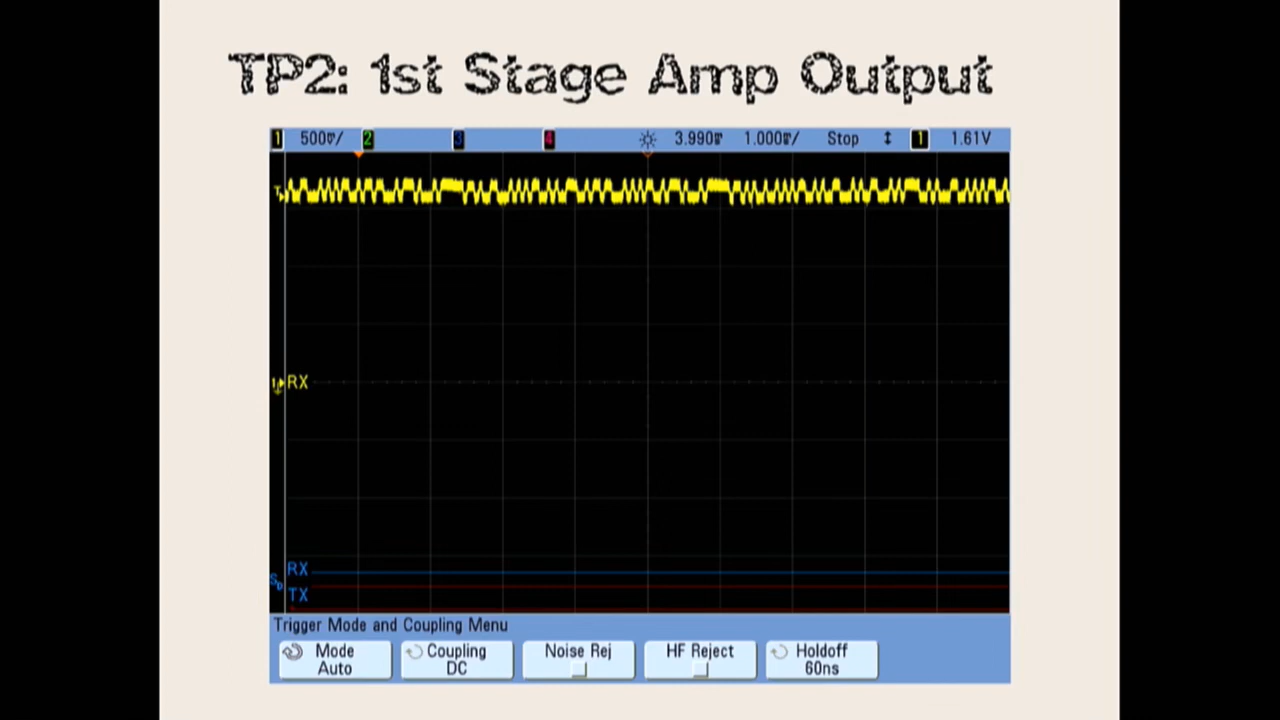 TP2: 1st Stage Amp Output
1 500mV/ 2 3 4 3.990ms 1.000ms/ Stop 1 1.61V
T
RX
RX
TX
Trigger Mode and Coupling Menu
Mode Coupling Noise Rej HF Reject Holdoff
Auto DC 60ns